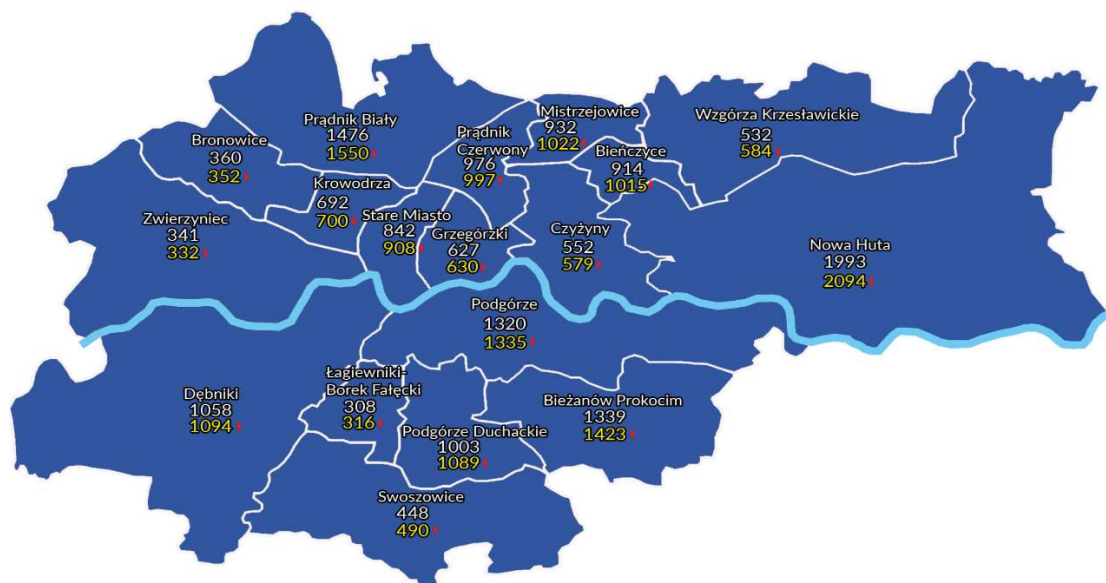 Prądnik Biały
1476
1550
Mistrzejowice
932
1022
Wzgórza Krzesławickie
532
584
Bronowice
360
352
Prądnik
Czerwony
976
997
Bieńczyce
914
1015
Krowodrza
692
700
Zwierzyniec
341
332
Stare Miasto
842
908
Grzegórzki
627
630
Czyżyny
552
579
Nowa Huta
1993
2094
Podgórze
1320
1335
Dębniki
1058
1094
Łagiewniki-
Borek Fałęcki
308
316
Bieżanów Prokocim
1339
1423
Podgórze Duchackie
1003
1089
Swoszowice
448
490